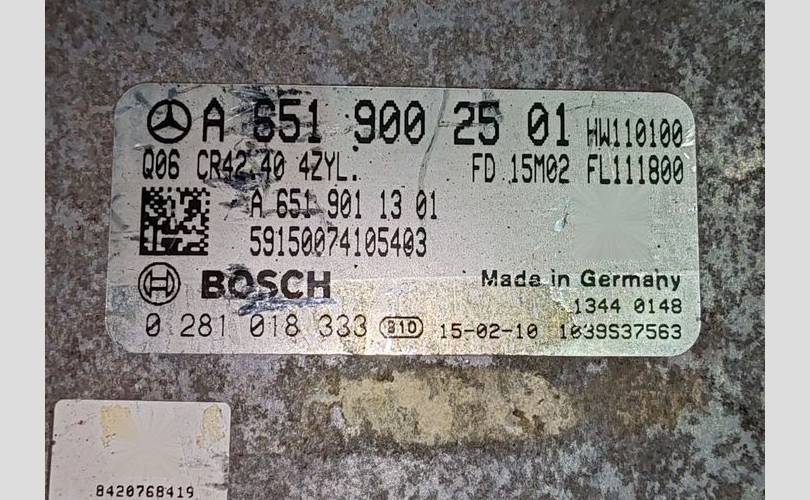 A 651 900 25 01 HW110100
Q06 CR42.40 4ZYL. FD 15M02 FL111800
A 651 901 13 01
59150074105403
BOSCH Made in Germany
1344 0148
0 281 018 333 B10 15-02-10 1039S37563
8420768419